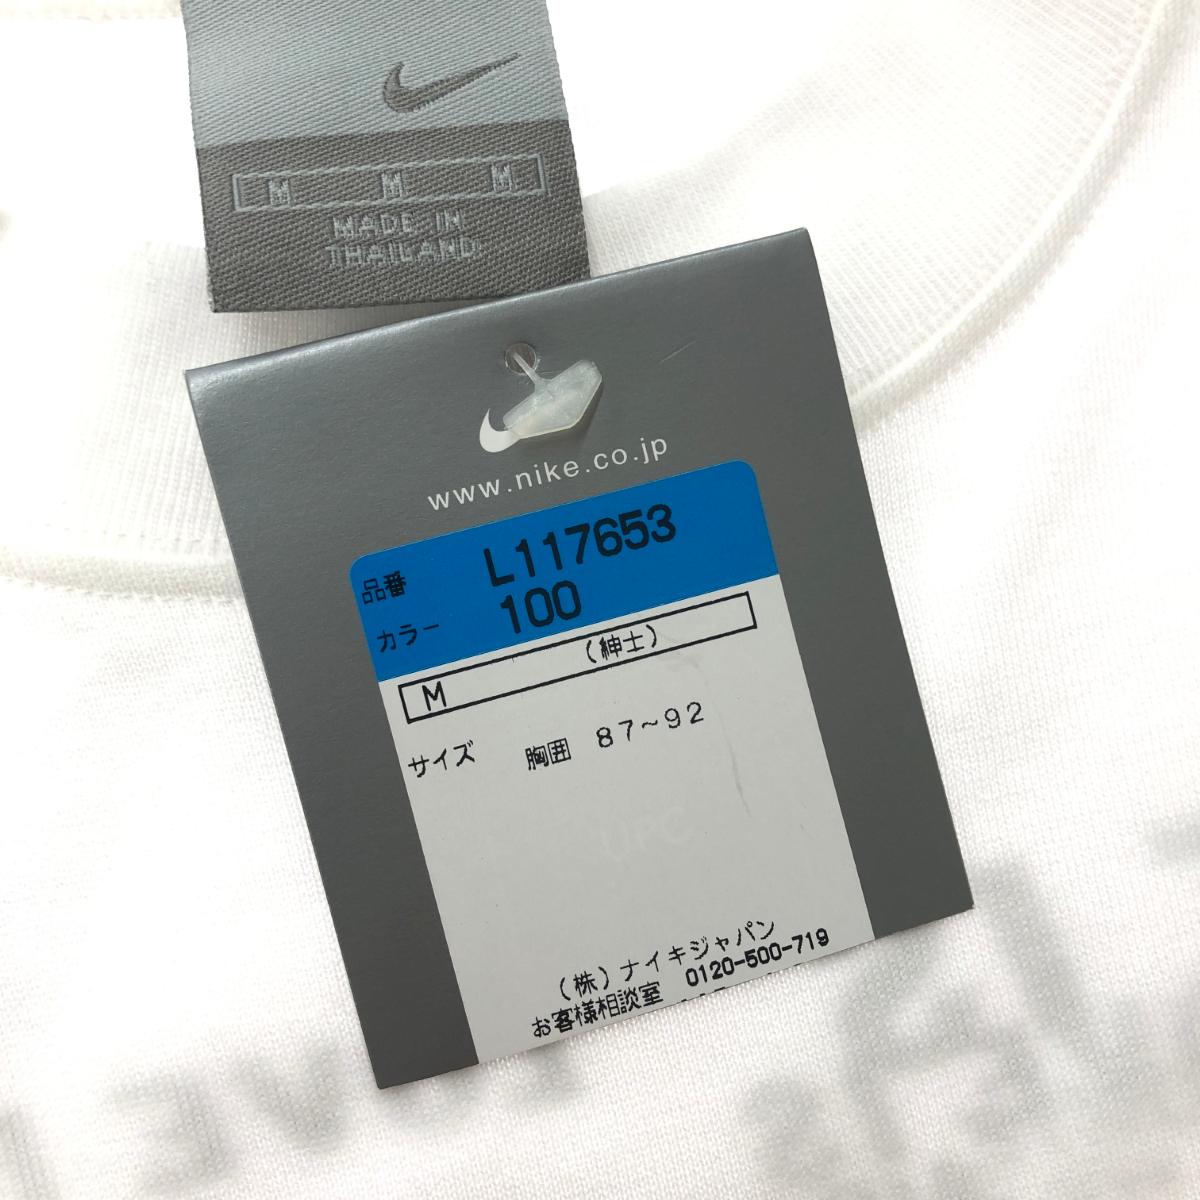 M M M
MADE IN
THAILAND
www.nike.co.jp
品番 L117653
カラー 100
(紳士)
M
サイズ 胸囲 87~92
UPC
(株)ナイキジャパン
お客様相談室 0120-500-719